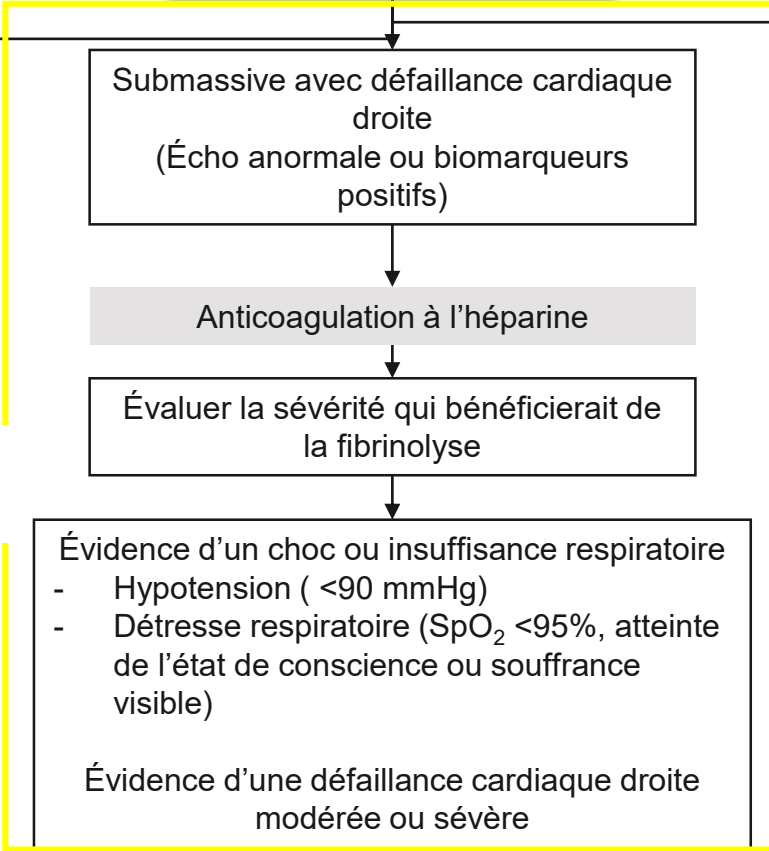 Submassive avec défaillance cardiaque
droite
(Écho anormale ou biomarqueurs
positifs)
Anticoagulation à l’héparine
Évaluer la sévérité qui bénéficierait de
la fibrinolyse
Évidence d’un choc ou insuffisance respiratoire
- Hypotension ( <90 mmHg)
- Détresse respiratoire (SpO₂ <95%, atteinte
de l’état de conscience ou souffrance
visible)
Évidence d’une défaillance cardiaque droite
modérée ou sévère